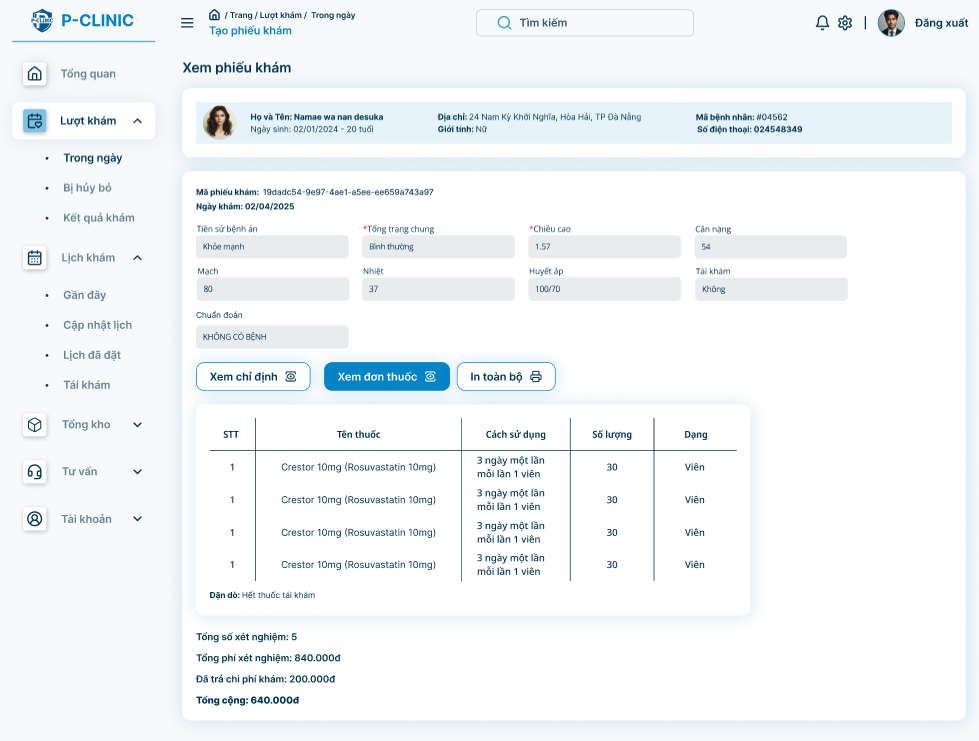 P-CLINIC
P-CLINIC
/ Trang / Lượt khám / Trong ngày
Tạo phiếu khám
Tìm kiếm
Đăng xuất
Tổng quan
Lượt khám
Trong ngày
Bị hủy bỏ
Kết quả khám
Lịch khám
Gần đây
Cập nhật lịch
Lịch đã đặt
Tái khám
Tổng kho
Tư vấn
Tài khoản
Xem phiếu khám
Họ và Tên: Namae wa nan desuka
Ngày sinh: 02/01/2024 - 20 tuổi
Địa chỉ: 24 Nam Kỳ Khởi Nghĩa, Hòa Hải, TP Đà Nẵng
Giới tính: Nữ
Mã bệnh nhân: #04562
Số điện thoại: 024548349
Mã phiếu khám: 19dadc54-9e97-4ae1-a5ee-ee659a743a97
Ngày khám: 02/04/2025
Tiền sử bệnh án
*Tổng trạng chung
*Chiều cao
Cân nặng
Khỏe mạnh
Bình thường
1.57
54
Mạch
Nhiệt
Huyết áp
Tái khám
80
37
100/70
Không
Chuẩn đoán
KHÔNG CÓ BỆNH
Xem chỉ định
Xem đơn thuốc
In toàn bộ
STT Tên thuốc Cách sử dụng Số lượng Dạng
1 Crestor 10mg (Rosuvastatin 10mg) 3 ngày một lần 30 Viên
mỗi lần 1 viên
1 Crestor 10mg (Rosuvastatin 10mg) 3 ngày một lần 30 Viên
mỗi lần 1 viên
1 Crestor 10mg (Rosuvastatin 10mg) 3 ngày một lần 30 Viên
mỗi lần 1 viên
1 Crestor 10mg (Rosuvastatin 10mg) 3 ngày một lần 30 Viên
mỗi lần 1 viên
Dặn dò: Hết thuốc tái khám
Tổng số xét nghiệm: 5
Tổng phí xét nghiệm: 840.000đ
Đã trả chi phí khám: 200.000đ
Tổng cộng: 640.000đ